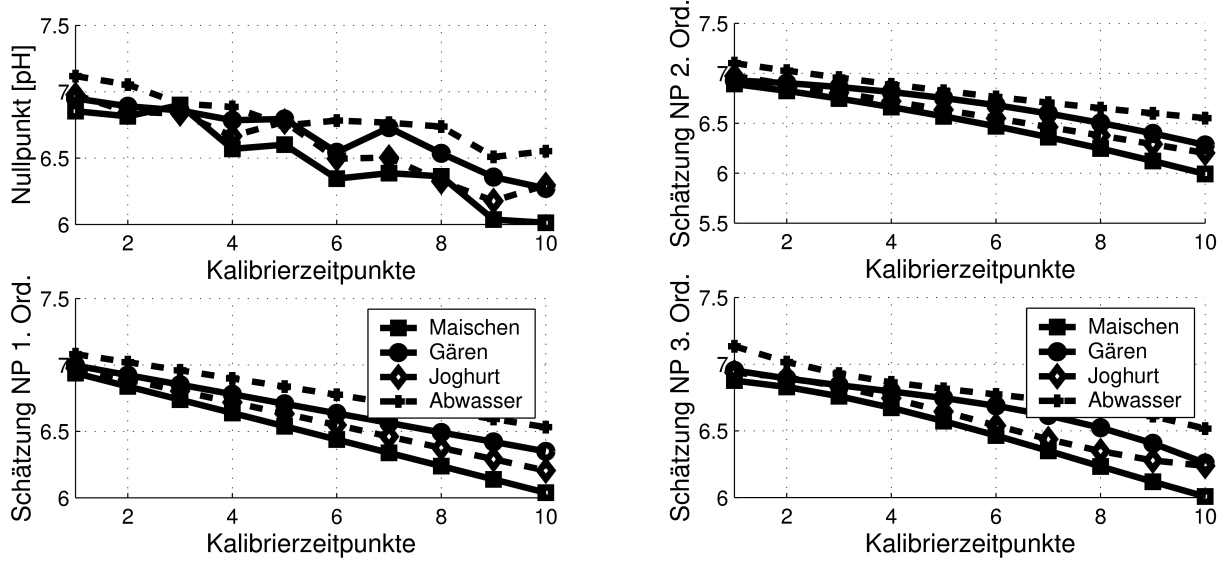 7.5
7
6.5
6
Nullpunkt [pH]
2 4 6 8 10
Kalibrierzeitpunkte
7.5
7
6.5
6
5.5
Schätzung NP 2. Ord.
2 4 6 8 10
Kalibrierzeitpunkte
7.5
7
6.5
6
Schätzung NP 1. Ord.
Maischen
Gären
Joghurt
Abwasser
2 4 6 8 10
Kalibrierzeitpunkte
7.5
7
6.5
6
Schätzung NP 3. Ord.
Maischen
Gären
Joghurt
Abwasser
2 4 6 8 10
Kalibrierzeitpunkte